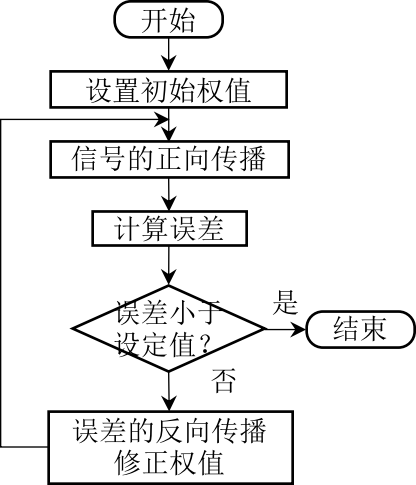 开始
设置初始权值
信号的正向传播
计算误差
误差小于
设定值？
是
结束
否
误差的反向传播
修正权值